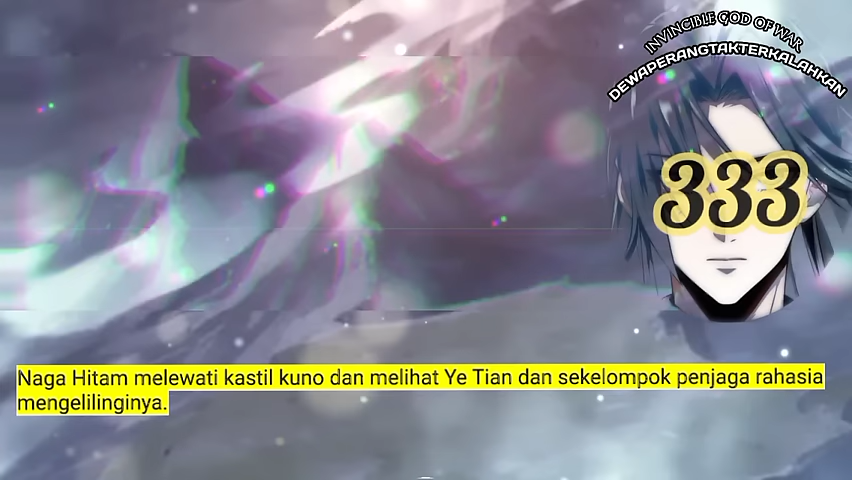 INVINCIBLE GOD OF WAR
DEWAPERANGTAKTERKALAHKAN
333
Naga Hitam melewati kastil kuno dan melihat Ye Tian dan sekelompok penjaga rahasia
mengelilinginya.